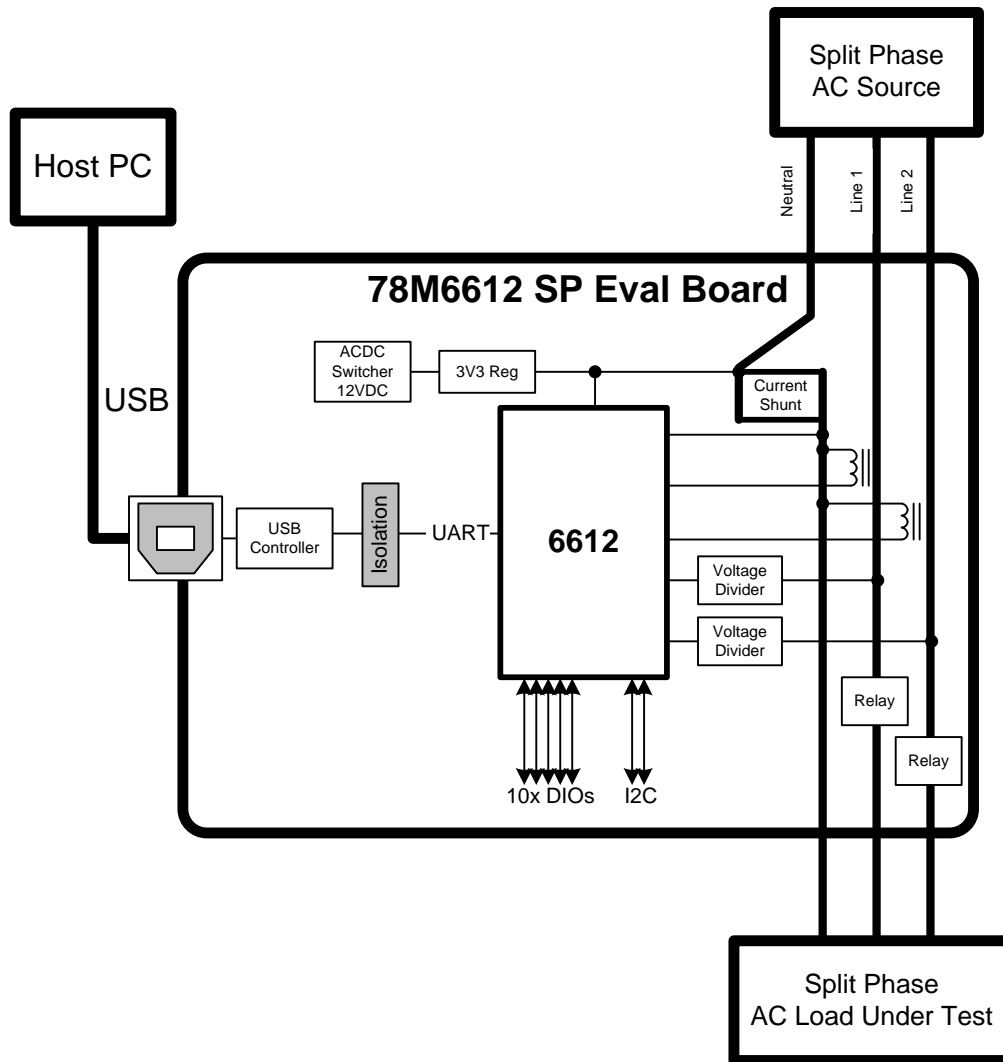 Split Phase
AC Source
Host PC
Neutral
Line 1
Line 2
78M6612 SP Eval Board
ACDC
Switcher
12VDC
3V3 Reg
Current
Shunt
USB
USB
Controller
Isolation
UART
6612
Voltage
Divider
Voltage
Divider
Relay
Relay
10x DIOs
I2C
Split Phase
AC Load Under Test